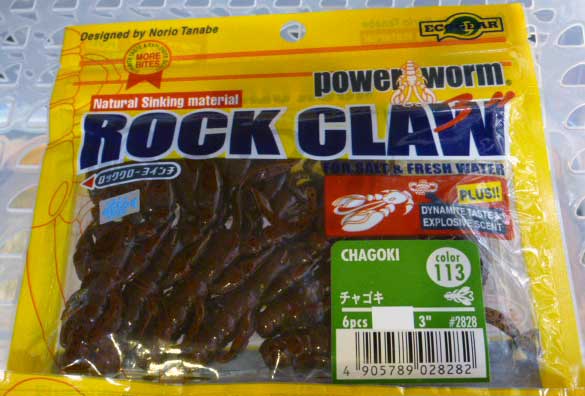 Designed by Norio Tanabe
ECOGEAR
MORE
BITES
power worm®
Natural Sinking material
ROCK CLAW
FOR SALT & FRESH WATER
ロッククロー3インチ
PLUS!!
DYNAMITE TASTE &
EXPLOSIVE SCENT
CHAGOKI
color
113
チャゴキ
6pcs 3" #2828
4 905789 028282